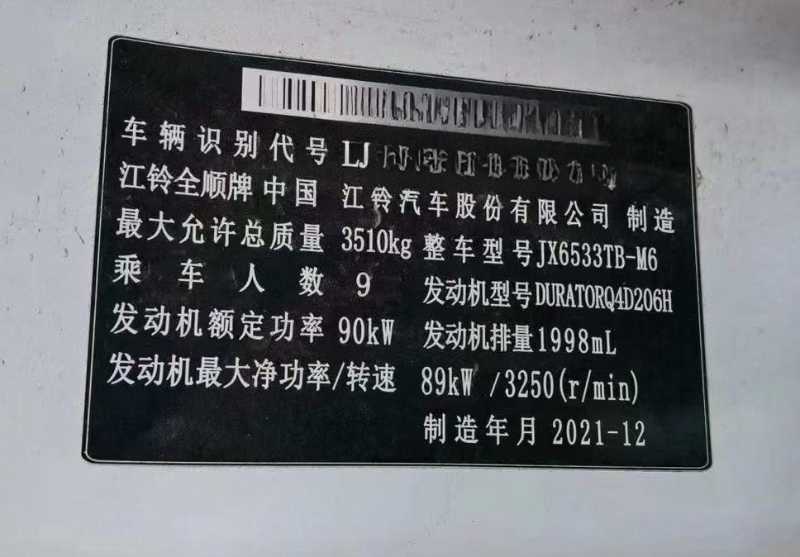 车辆识别代号 LJ
江铃全顺牌 中国 江铃汽车股份有限公司 制造
最大允许总质量 3510kg 整车型号 JX6533TB-M6
乘车人数 9 发动机型号 DURATORQ4D206H
发动机额定功率 90kW 发动机排量 1998mL
发动机最大净功率/转速 89kW /3250(r/min)
制造年月 2021-12